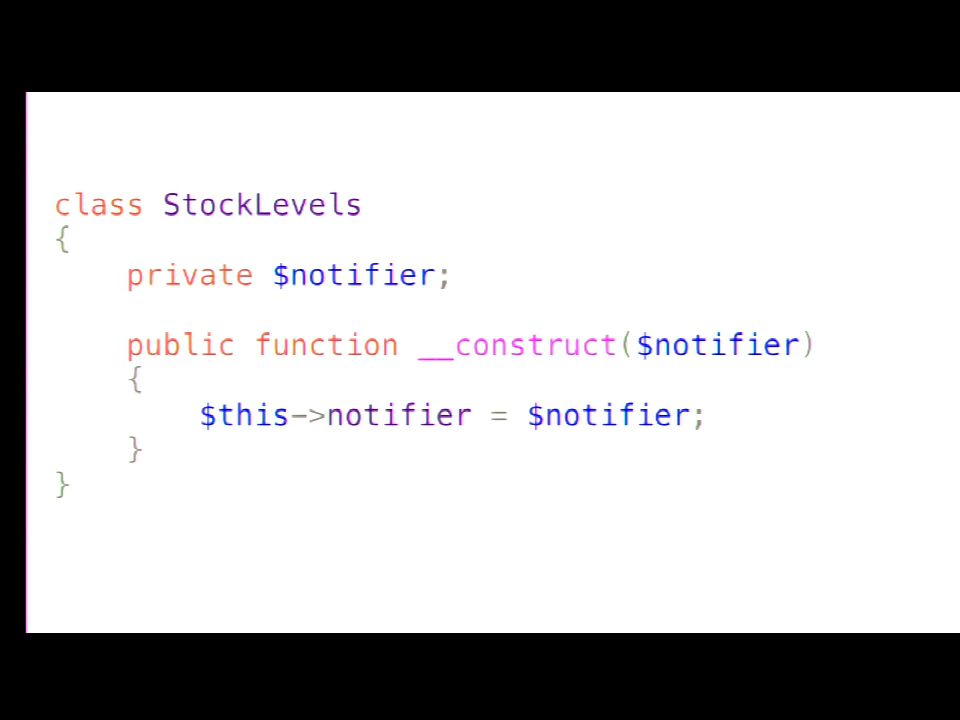 class StockLevels
{
    private $notifier;

    public function __construct($notifier)
    {
        $this->notifier = $notifier;
    }
}